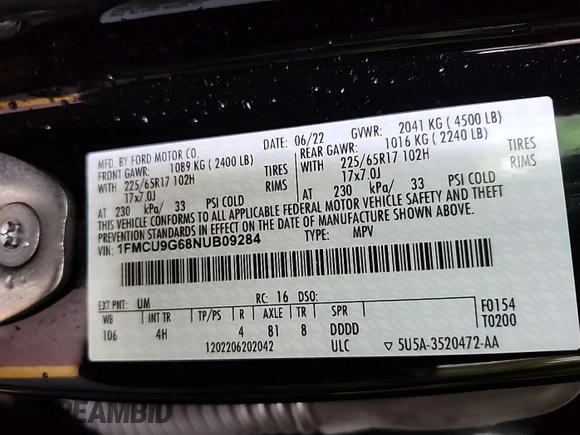 MFD. BY FORD MOTOR CO. DATE: 06/22 GVWR: 2041 KG ( 4500 LB)
FRONT GAWR: 1089 KG ( 2400 LB) REAR GAWR: 1016 KG ( 2240 LB)
WITH 225/65R17 102H TIRES WITH 225/65R17 102H TIRES
17x7.0J RIMS 17x7.0J RIMS
AT 230 kPa/ 33 PSI COLD AT 230 kPa/ 33 PSI COLD
THIS VEHICLE CONFORMS TO ALL APPLICABLE FEDERAL MOTOR VEHICLE SAFETY AND THEFT
PREVENTION STANDARDS IN EFFECT ON THE DATE OF MANUFACTURE SHOWN ABOVE.
VIN: 1FMCU9G68NUB09284 TYPE: MPV
EXT PNT: UM RC: 16 DSO: F0154
WB INT TR TP/PS R AXLE TR SPR T0200
106 4H 4 81 8 DDDD
1202206202042 ULC ▽ 5U5A-3520472-AA